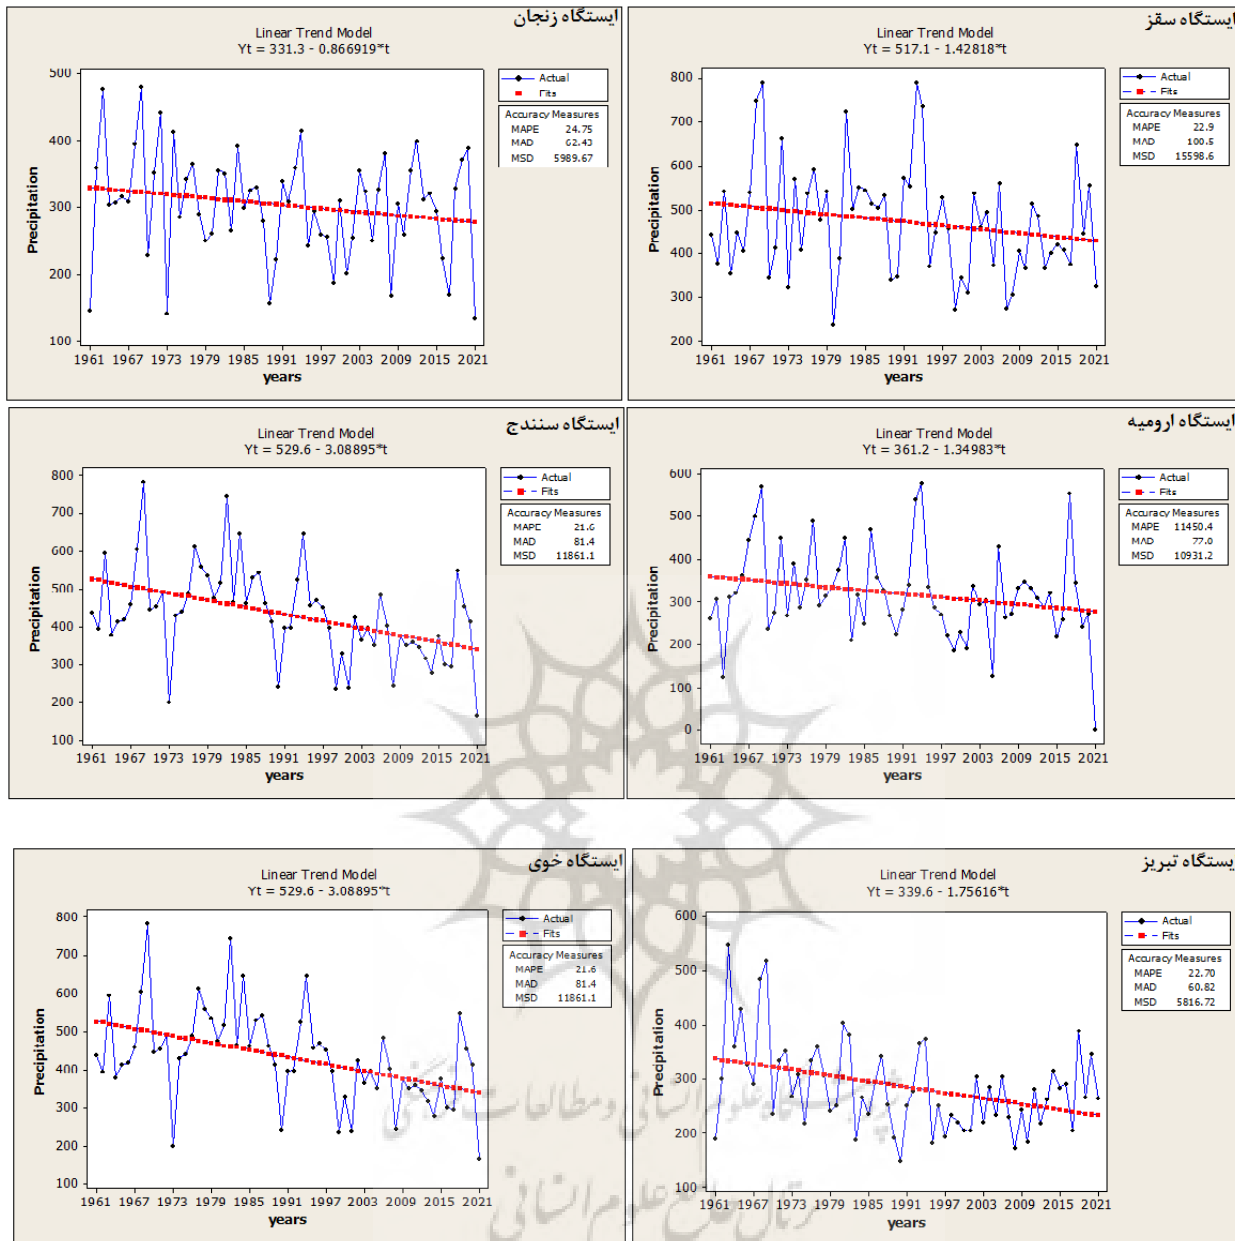 ایستگاه زنجان
Linear Trend Model
Yt = 331.3 - 0.866919*t
500
400
300
200
100
Precipitation
1961 1967 1973 1979 1985 1991 1997 2003 2009 2015 2021
years
Actual
Fits
Accuracy Measures
MAPE 24.75
MAD 62.43
MSD 5989.67
ایستگاه سقز
Linear Trend Model
Yt = 517.1 - 1.42818*t
800
700
600
500
400
300
200
Precipitation
1961 1967 1973 1979 1985 1991 1997 2003 2009 2015 2021
years
Actual
Fits
Accuracy Measures
MAPE 22.9
MAD 100.5
MSD 15598.6
ایستگاه سنندج
Linear Trend Model
Yt = 529.6 - 3.08895*t
800
700
600
500
400
300
200
100
Precipitation
1961 1967 1973 1979 1985 1991 1997 2003 2009 2015 2021
years
Actual
Fits
Accuracy Measures
MAPE 21.6
MAD 81.4
MSD 11861.1
ایستگاه ارومیه
Linear Trend Model
Yt = 361.2 - 1.34983*t
600
500
400
300
200
100
0
Precipitation
1961 1967 1973 1979 1985 1991 1997 2003 2009 2015 2021
years
Actual
Fits
Accuracy Measures
MAPE 11450.4
MAD 77.0
MSD 10931.2
ایستگاه خوی
Linear Trend Model
Yt = 529.6 - 3.08895*t
800
700
600
500
400
300
200
100
Precipitation
1961 1967 1973 1979 1985 1991 1997 2003 2009 2015 2021
years
Actual
Fits
Accuracy Measures
MAPE 21.6
MAD 81.4
MSD 11861.1
یستگاه تبریز
Linear Trend Model
Yt = 339.6 - 1.75616*t
600
500
400
300
200
100
Precipitation
1961 1967 1973 1979 1985 1991 1997 2003 2009 2015 2021
years
Actual
Fits
Accuracy Measures
MAPE 22.70
MAD 60.82
MSD 5816.72
پژوهشگاه علوم انسانی و مطالعات فرهنگی
پرتال جامع علوم انسانی